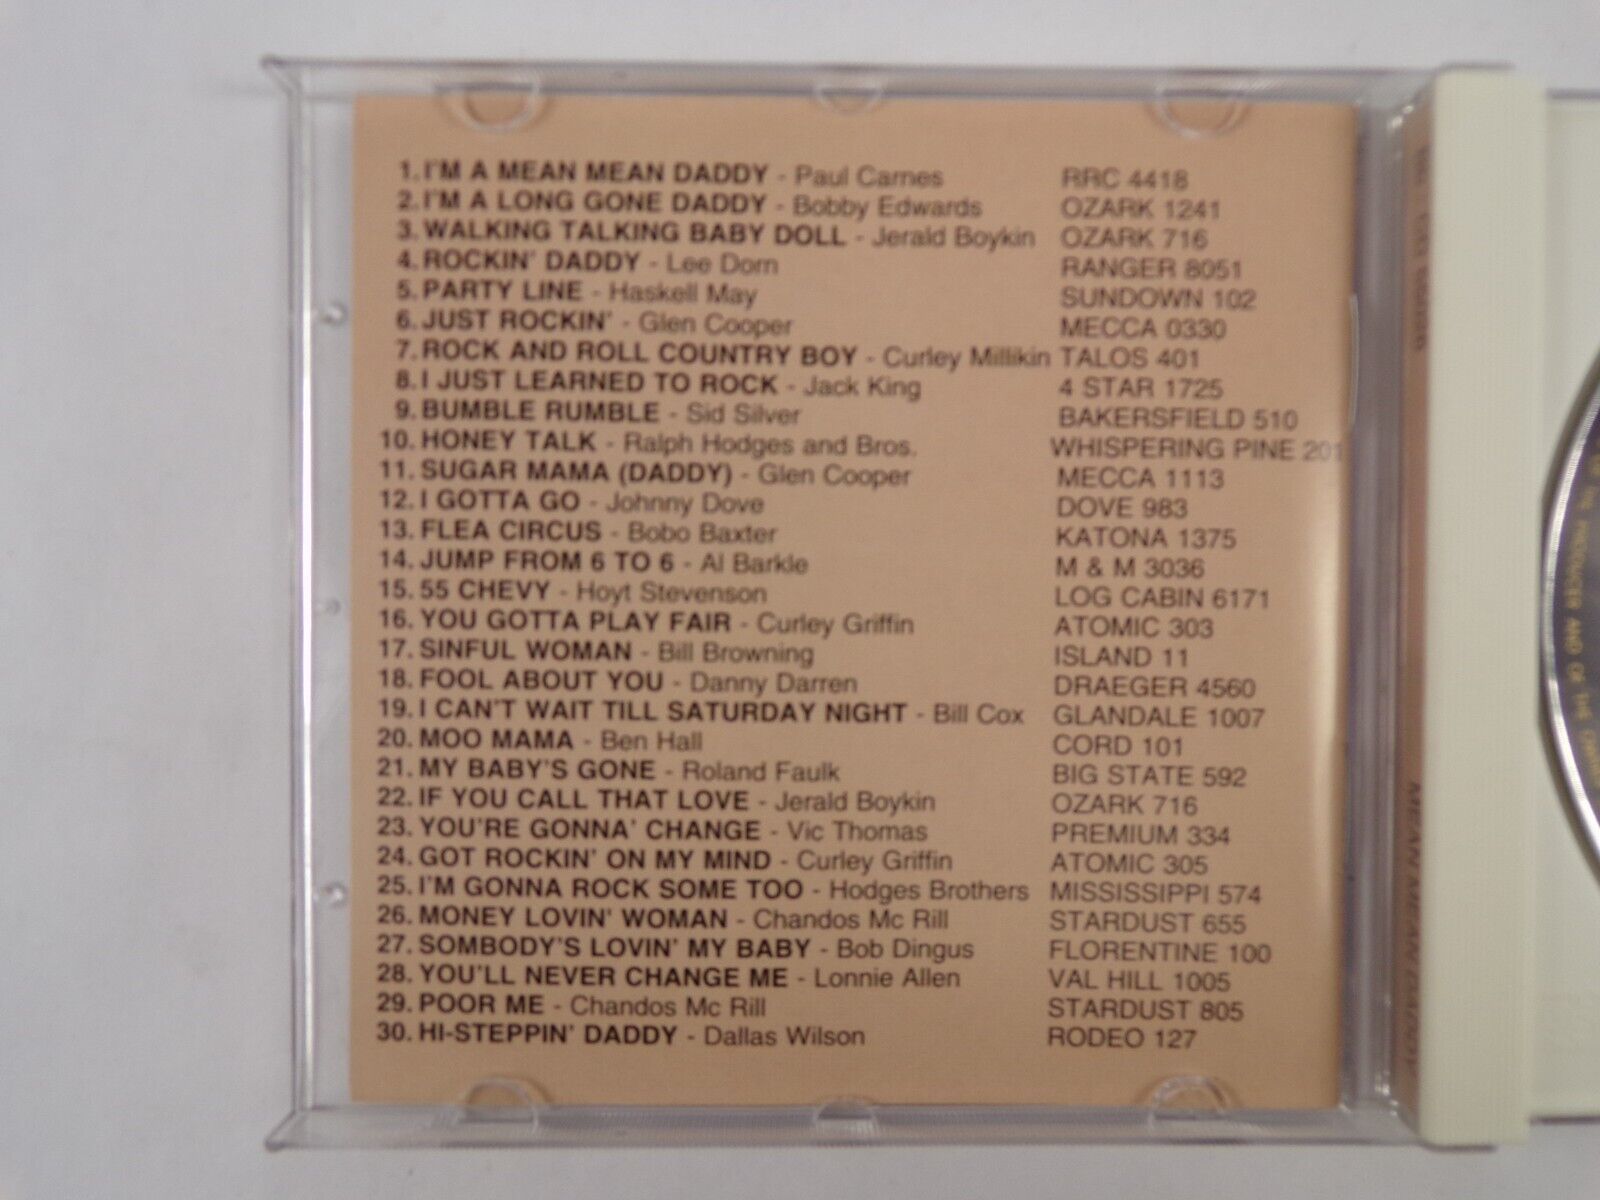 1. I'M A MEAN MEAN DADDY - Paul Carnes RRC 4418
2. I'M A LONG GONE DADDY - Bobby Edwards OZARK 1241
3. WALKING TALKING BABY DOLL - Jerald Boykin OZARK 716
4. ROCKIN' DADDY - Lee Dorn RANGER 8051
5. PARTY LINE - Haskell May SUNDOWN 102
6. JUST ROCKIN' - Glen Cooper MECCA 0330
7. ROCK AND ROLL COUNTRY BOY - Curley Millikin TALOS 401
8. I JUST LEARNED TO ROCK - Jack King 4 STAR 1725
9. BUMBLE RUMBLE - Sid Silver BAKERSFIELD 510
10. HONEY TALK - Ralph Hodges and Bros. WHISPERING PINE 201
11. SUGAR MAMA (DADDY) - Glen Cooper MECCA 1113
12. I GOTTA GO - Johnny Dove DOVE 983
13. FLEA CIRCUS - Bobo Baxter KATONA 1375
14. JUMP FROM 6 TO 6 - Al Barkle M & M 3036
15. 55 CHEVY - Hoyt Stevenson LOG CABIN 6171
16. YOU GOTTA PLAY FAIR - Curley Griffin ATOMIC 303
17. SINFUL WOMAN - Bill Browning ISLAND 11
18. FOOL ABOUT YOU - Danny Darren DRAEGER 4560
19. I CAN'T WAIT TILL SATURDAY NIGHT - Bill Cox GLANDALE 1007
20. MOO MAMA - Ben Hall CORD 101
21. MY BABY'S GONE - Roland Faulk BIG STATE 592
22. IF YOU CALL THAT LOVE - Jerald Boykin OZARK 716
23. YOU'RE GONNA' CHANGE - Vic Thomas PREMIUM 334
24. GOT ROCKIN' ON MY MIND - Curley Griffin ATOMIC 305
25. I'M GONNA ROCK SOME TOO - Hodges Brothers MISSISSIPPI 574
26. MONEY LOVIN' WOMAN - Chandos Mc Rill STARDUST 655
27. SOMBODY'S LOVIN' MY BABY - Bob Dingus FLORENTINE 100
28. YOU'LL NEVER CHANGE ME - Lonnie Allen VAL HILL 1005
29. POOR ME - Chandos Mc Rill STARDUST 805
30. HI-STEPPIN' DADDY - Dallas Wilson RODEO 127
MEAN MEAN DADDY
OF THE PRODUCER AND OF THE